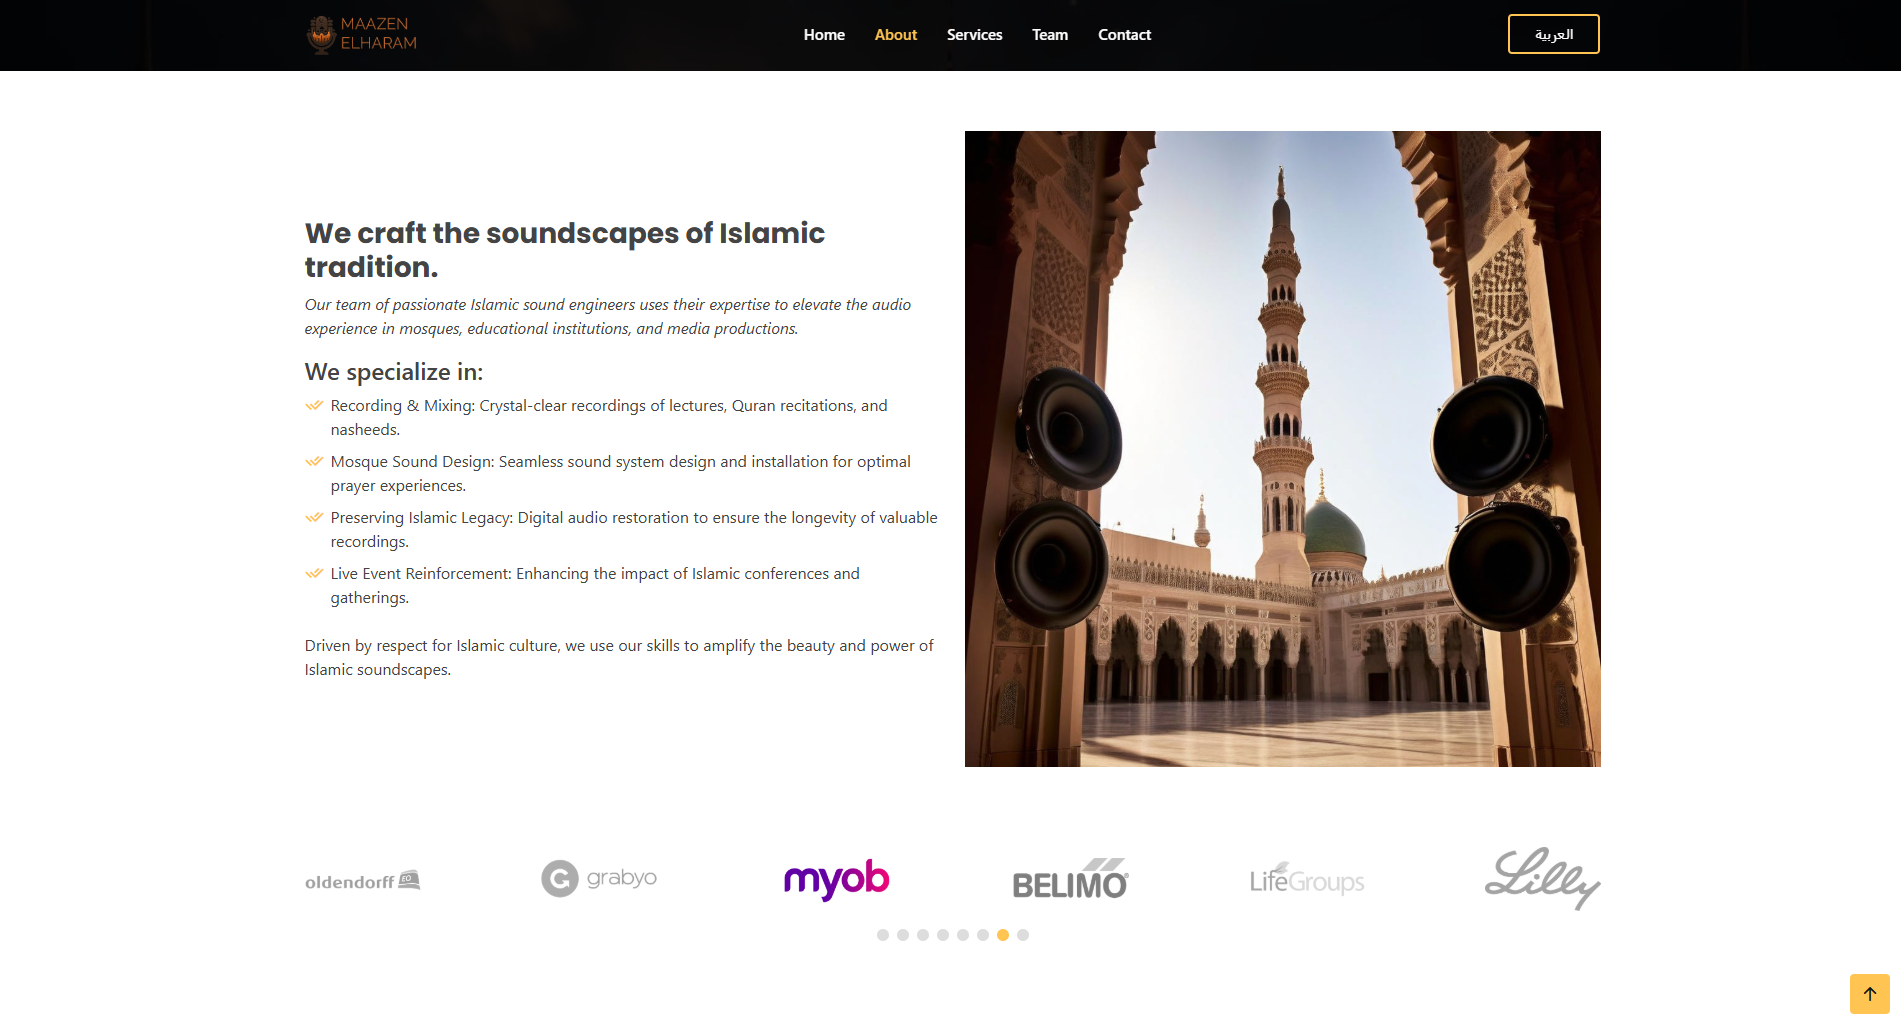 MAAZEN
ELHARAM
Home
About
Services
Team
Contact
العربية
We craft the soundscapes of Islamic
tradition.
Our team of passionate Islamic sound engineers uses their expertise to elevate the audio
experience in mosques, educational institutions, and media productions.
We specialize in:
Recording & Mixing: Crystal-clear recordings of lectures, Quran recitations, and
nasheeds.
Mosque Sound Design: Seamless sound system design and installation for optimal
prayer experiences.
Preserving Islamic Legacy: Digital audio restoration to ensure the longevity of valuable
recordings.
Live Event Reinforcement: Enhancing the impact of Islamic conferences and
gatherings.
Driven by respect for Islamic culture, we use our skills to amplify the beauty and power of
Islamic soundscapes.
oldendorff EO
G grabyo
myob
BELIMO®
LifeGroups
Lilly